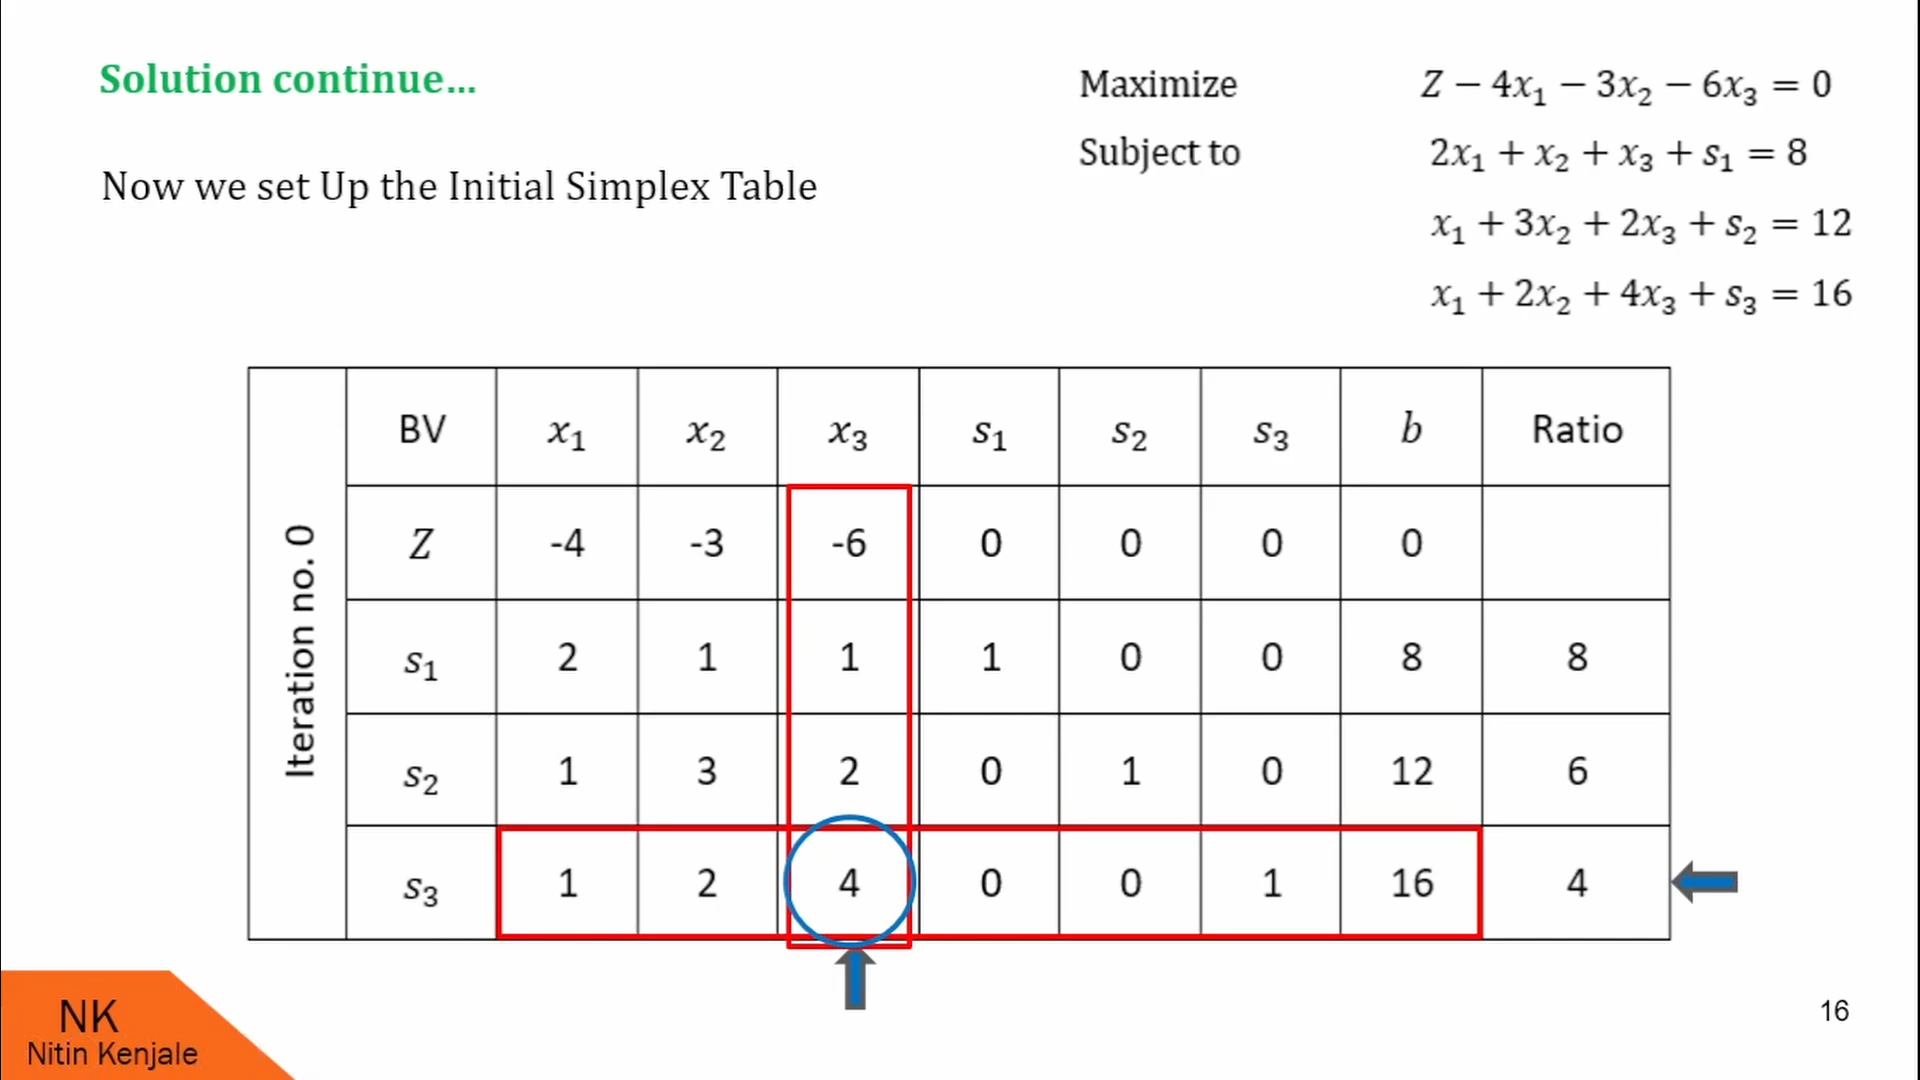 Solution continue...
Now we set Up the Initial Simplex Table
Maximize Z − 4x₁ − 3x₂ − 6x₃ = 0
Subject to 2x₁ + x₂ + x₃ + s₁ = 8
x₁ + 3x₂ + 2x₃ + s₂ = 12
x₁ + 2x₂ + 4x₃ + s₃ = 16
Iteration no. 0
BV x₁ x₂ x₃ s₁ s₂ s₃ b Ratio
Z -4 -3 -6 0 0 0 0
s₁ 2 1 1 1 0 0 8 8
s₂ 1 3 2 0 1 0 12 6
s₃ 1 2 4 0 0 1 16 4
NK
Nitin Kenjale
16